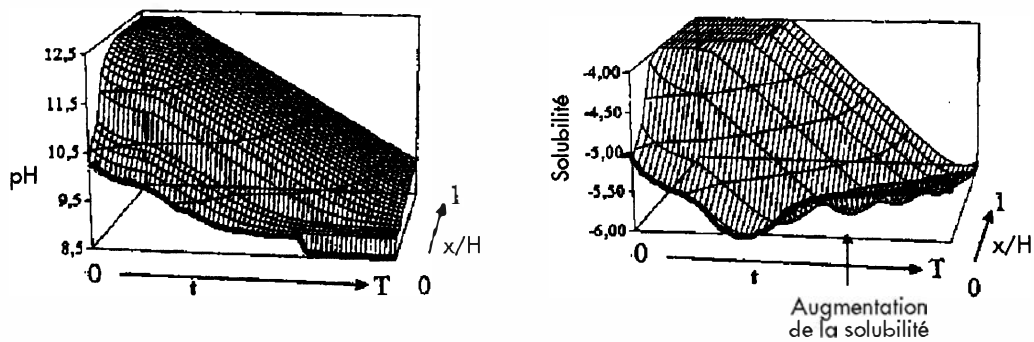 12,5
11,5
10,5
pH
9,5
8,5
0
t
T
0
x/H
1
Solubilité
-4,00
-4,50
-5,00
-5,50
-6,00
0
t
T
0
x/H
1
Augmentation
de la solubilité